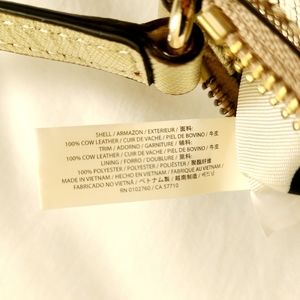 SHELL / ARMAZON / EXTERIEUR / 面料:
100% COW LEATHER / CUIR DE VACHE / PIEL DE BOVINO / 牛皮
TRIM / ADORNO / GARNITURE / 辅料:
100% COW LEATHER / CUIR DE VACHE / PIEL DE BOVINO / 牛皮
LINING / FORRO / DOUBLURE / 里料:
100% POLYESTER / POLIÉSTER / POLYESTER / 聚酯纤维
MADE IN VIETNAM / HECHO EN VIETNAM / FABRIQUÉ AU VIETNAM /
FABRICADO NO VIETNÃ / ベトナム製 / 越南制造 / 베트남
RN 0102760 / CA 57710